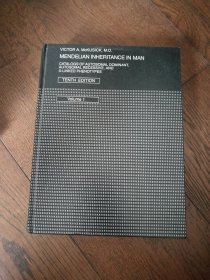 VICTOR A. McKUSICK, M.D.
MENDELIAN INHERITANCE IN MAN
CATALOGS OF AUTOSOMAL DOMINANT,
AUTOSOMAL RECESSIVE, AND
X-LINKED PHENOTYPES
TENTH EDITION
Volume 1